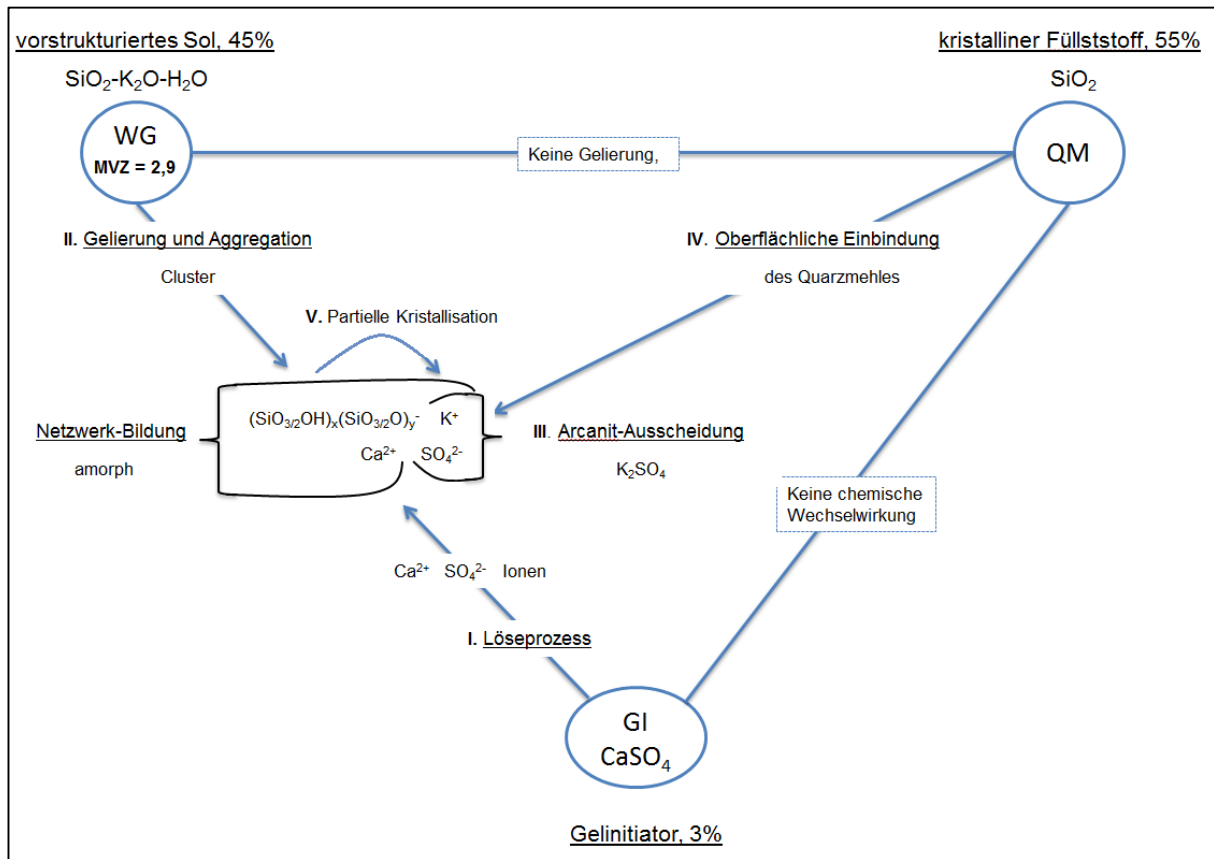 vorstrukturiertes Sol, 45%
kristalliner Füllststoff, 55%
SiO₂-K₂O-H₂O
SiO₂
WG
MVZ = 2,9
Keine Gelierung,
QM
II. Gelierung und Aggregation
Cluster
IV. Oberflächliche Einbindung
des Quarzmehles
V. Partielle Kristallisation
(SiO₃/₂OH)ₓ(SiO₃/₂O)ᵧ⁻ K⁺
Ca²⁺ SO₄²⁻
Netzwerk-Bildung
amorph
III. Arcanit-Ausscheidung
K₂SO₄
Keine chemische
Wechselwirkung
Ca²⁺ SO₄²⁻ Ionen
I. Löseprozess
GI
CaSO₄
Gelinitiator, 3%